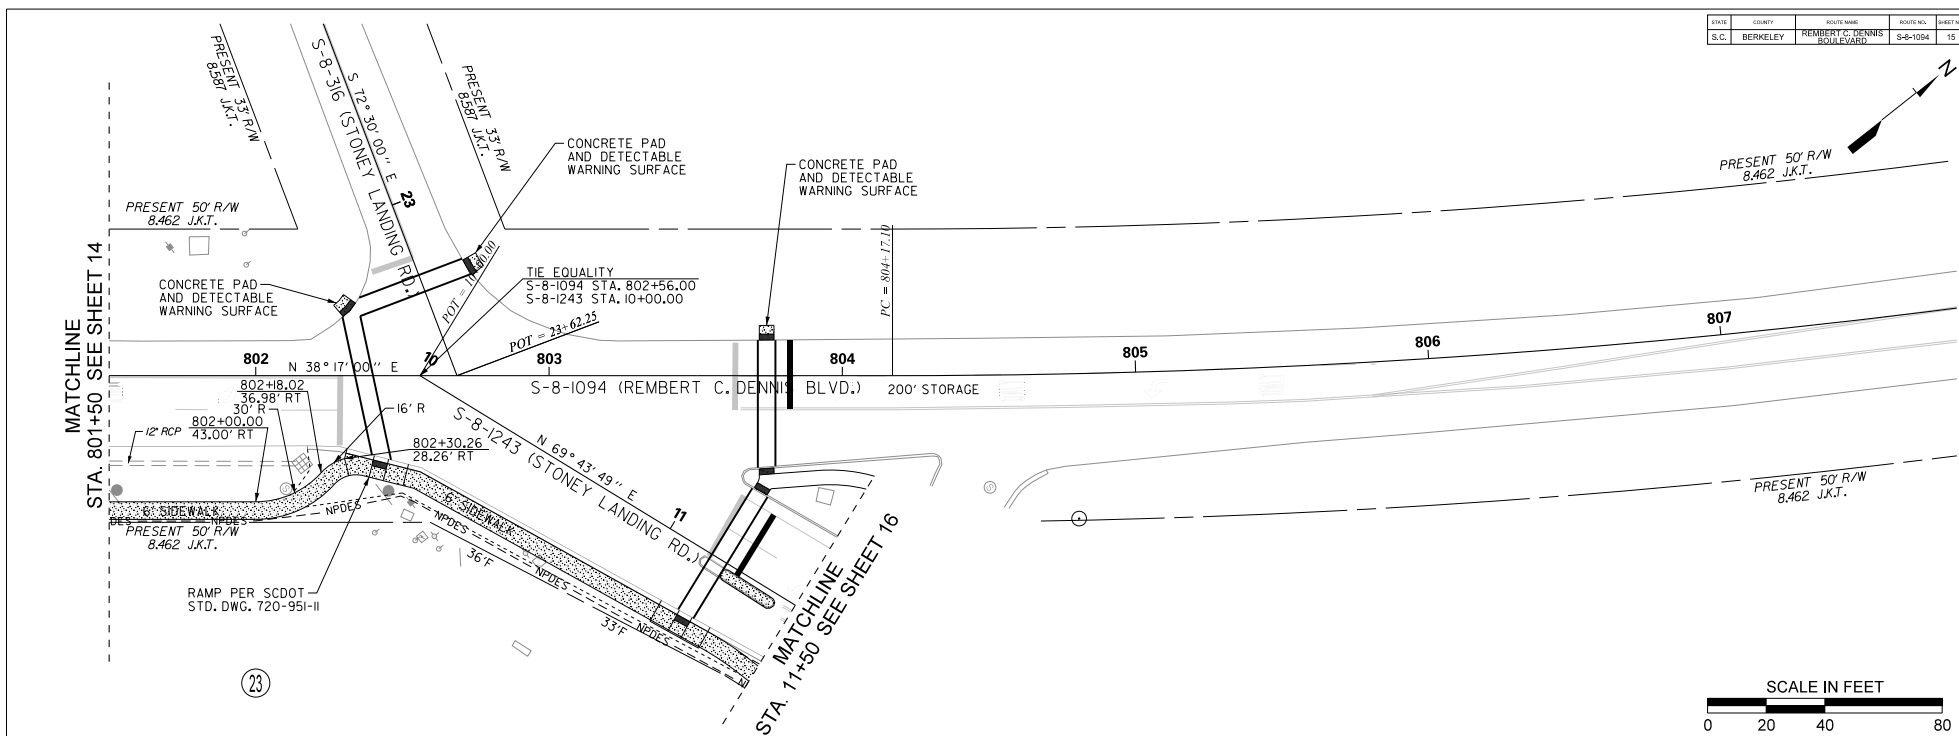 STATE COUNTY ROUTE NAME ROUTE NO.
S.C. BERKELEY REMBERT C. DENNIS BOULEVARD S-8-1094 15
N
PRESENT 33' R/W
8.587 J.K.T.
S-8-316 (STONEY LANDING RD.)
S 72° 30' 00" E
23
PRESENT 33' R/W
8.587 J.K.T.
CONCRETE PAD
AND DETECTABLE
WARNING SURFACE
CONCRETE PAD
AND DETECTABLE
WARNING SURFACE
PRESENT 50' R/W
8.462 J.K.T.
PRESENT 50' R/W
8.462 J.K.T.
MATCHLINE
STA. 801+50 SEE SHEET 14
CONCRETE PAD
AND DETECTABLE
WARNING SURFACE
TIE EQUALITY
S-8-1094 STA. 802+56.00
S-8-1243 STA. 10+00.00
POT = 23+62.25
PC = 804+17.10
802
N 38° 17' 00" E
10
803
804
805
806
807
S-8-1094 (REMBERT C. DENNIS BLVD.)
200' STORAGE
802+18.02
36.98' RT
30' R
16' R
12" RCP
802+00.00
43.00' RT
802+30.26
28.26' RT
S-8-1243 (STONEY LANDING RD.)
N 69° 43' 49" E
11
6' SIDEWALK
NPDES
NPDES
PRESENT 50' R/W
8.462 J.K.T.
6' SIDEWALK
NPDES
NPDES
NPDES
36'F
33'F
RAMP PER SCDOT
STD. DWG. 720-951-11
23
MATCHLINE
STA. 11+50 SEE SHEET 16
PRESENT 50' R/W
8.462 J.K.T.
SCALE IN FEET
0 20 40 80